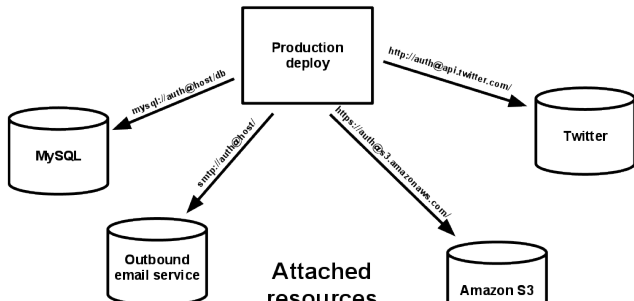 Production
deploy
mysql://auth@host/db
http://auth@api.twitter.com/
smtp://auth@host/
https://auth@s3.amazonaws.com/
MySQL
Twitter
Outbound
email service
Attached
resources
Amazon S3